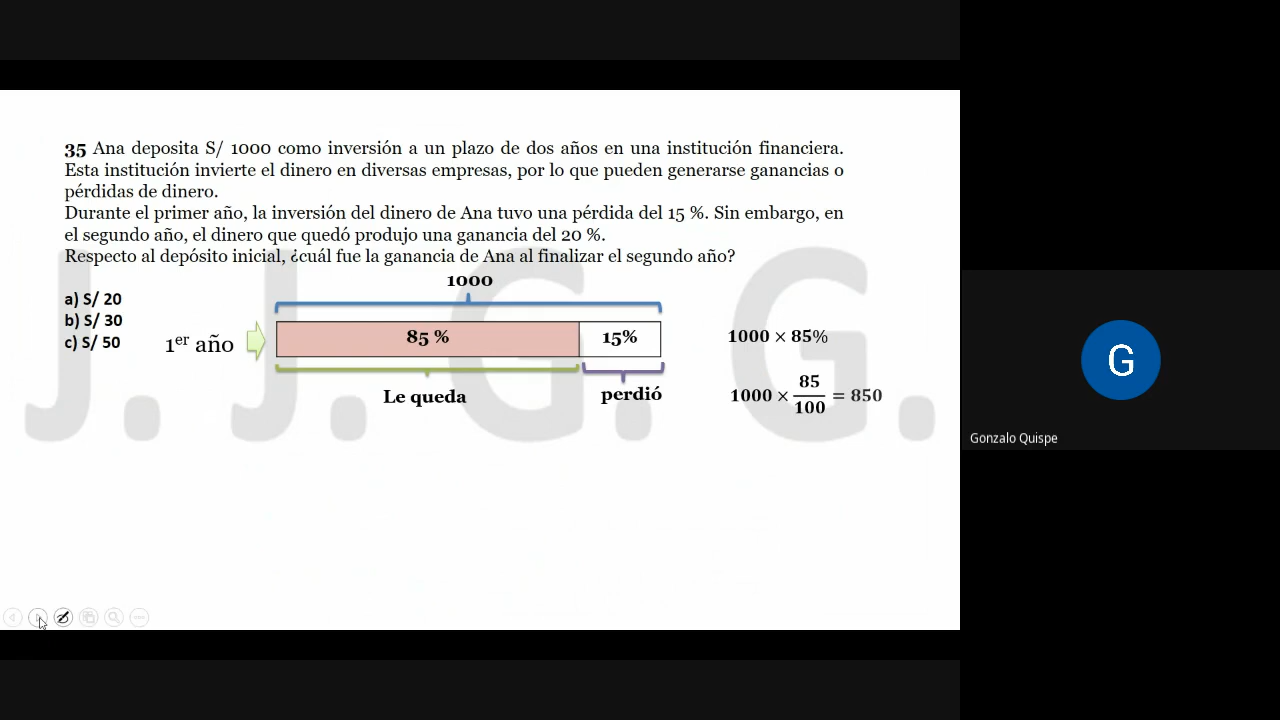 35 Ana deposita S/ 1000 como inversión a un plazo de dos años en una institución financiera.
Esta institución invierte el dinero en diversas empresas, por lo que pueden generarse ganancias o
pérdidas de dinero.
Durante el primer año, la inversión del dinero de Ana tuvo una pérdida del 15 %. Sin embargo, en
el segundo año, el dinero que quedó produjo una ganancia del 20 %.
Respecto al depósito inicial, ¿cuál fue la ganancia de Ana al finalizar el segundo año?
a) S/ 20
b) S/ 30
c) S/ 50
1er año
1000
85 %
15%
Le queda
perdió
1000 × 85%
1000 × 85/100 = 850
J. J. G. G.
G
Gonzalo Quispe